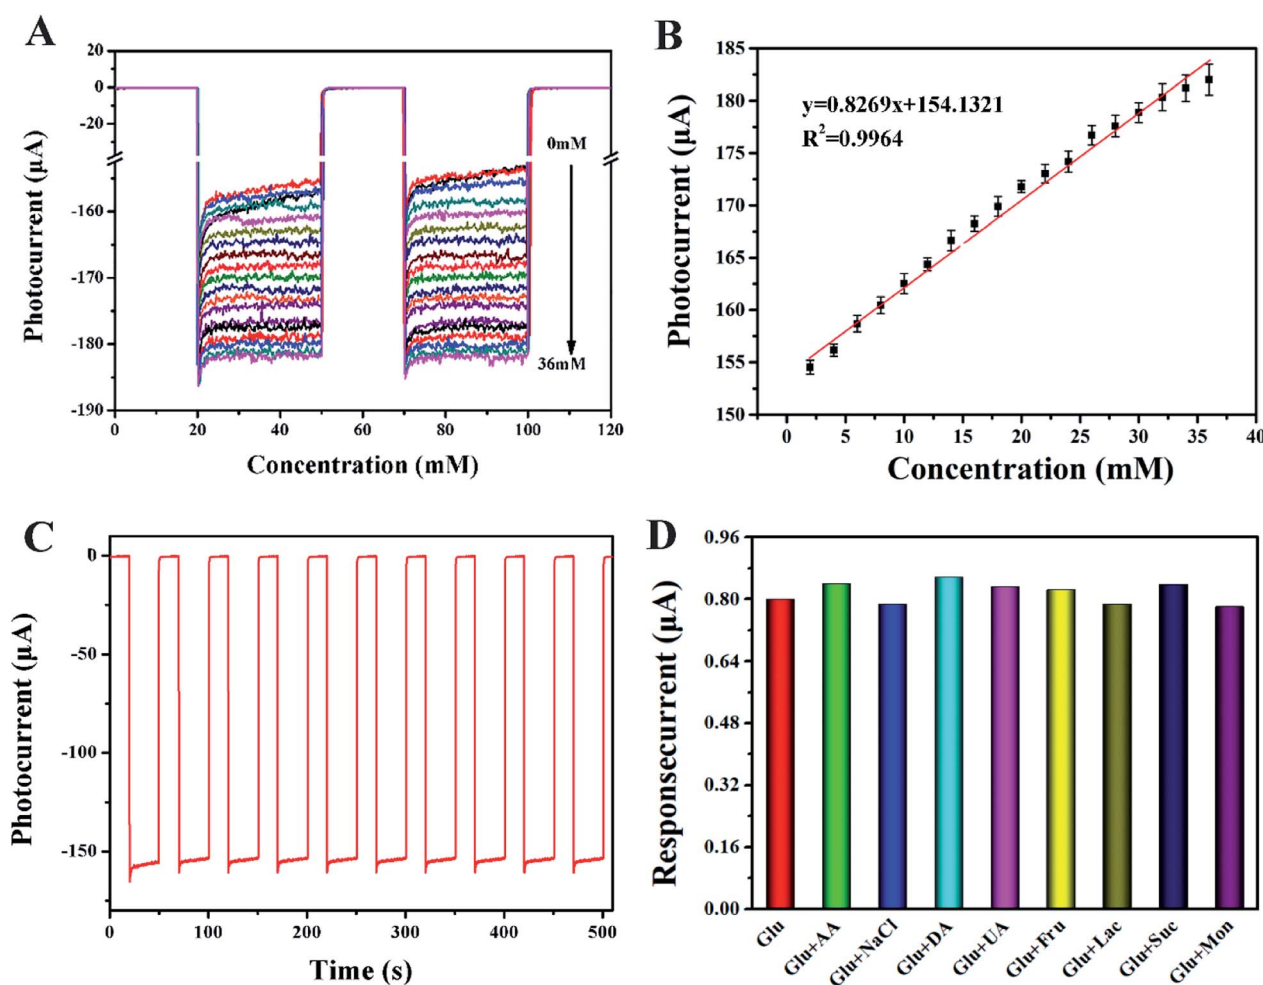 A
Photocurrent (μA)
20
0
-20
-160
-170
-180
-190
0mM
36mM
0
20
40
60
80
100
120
Concentration (mM)
B
Photocurrent (μA)
185
180
175
170
165
160
155
150
y=0.8269x+154.1321
R²=0.9964
0
5
10
15
20
25
30
35
40
Concentration (mM)
C
Photocurrent (μA)
0
-50
-100
-150
0
100
200
300
400
500
Time (s)
D
Responsecurrent (μA)
0.96
0.80
0.64
0.48
0.32
0.16
0.00
Glu
Glu+AA
Glu+NaCl
Glu+DA
Glu+UA
Glu+Fru
Glu+Lac
Glu+Suc
Glu+Mon